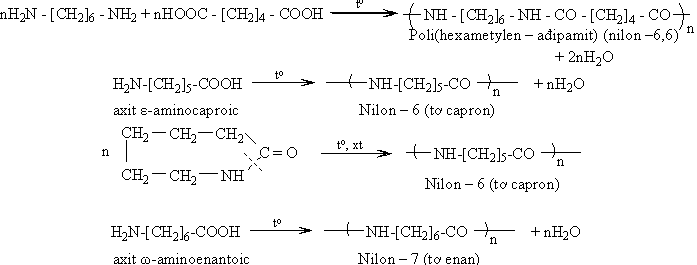 nH₂N - [CH₂]₆ - NH₂ + nHOOC - [CH₂]₄ - COOH t° ( NH - [CH₂]₆ - NH - CO - [CH₂]₄ - CO )n
Poli(hexametylen – ađipamit) (nilon –6,6)
+ 2nH₂O
H₂N-[CH₂]₅-COOH t° ( NH-[CH₂]₅-CO )n + nH₂O
axit ε-aminocaproic Nilon – 6 (tơ capron)
CH₂ — CH₂ — CH₂
n C = O t°, xt ( NH-[CH₂]₅-CO )n
CH₂ — CH₂ — NH
Nilon – 6 (tơ capron)
H₂N-[CH₂]₆-COOH t° ( NH-[CH₂]₆-CO )n + nH₂O
axit ω-aminoenantoic Nilon – 7 (tơ enan)